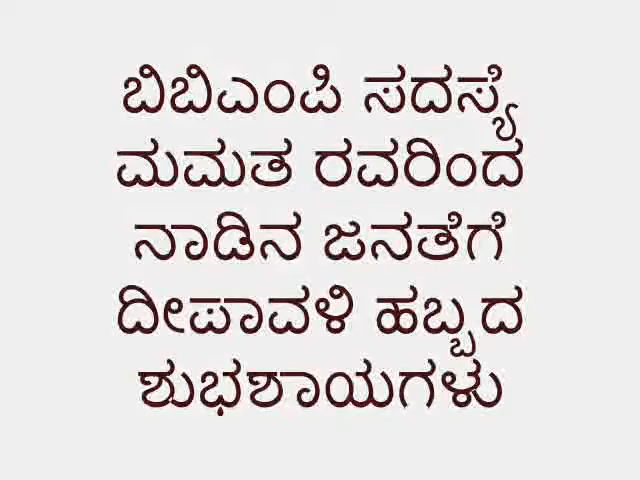 ಬಿಬಿಎಂಪಿ ಸದಸ್ಯೆ
ಮಮತ ರವರಿಂದ
ನಾಡಿನ ಜನತೆಗೆ
ದೀಪಾವಳಿ ಹಬ್ಬದ
ಶುಭಶಾಯಗಳು